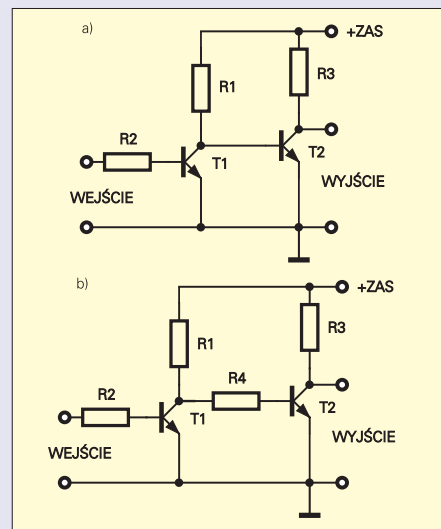 a)
+ZAS
R1
R3
R2
T1
T2
WEJŚCIE
WYJŚCIE
b)
+ZAS
R1
R3
R4
R2
T1
T2
WEJŚCIE
WYJŚCIE